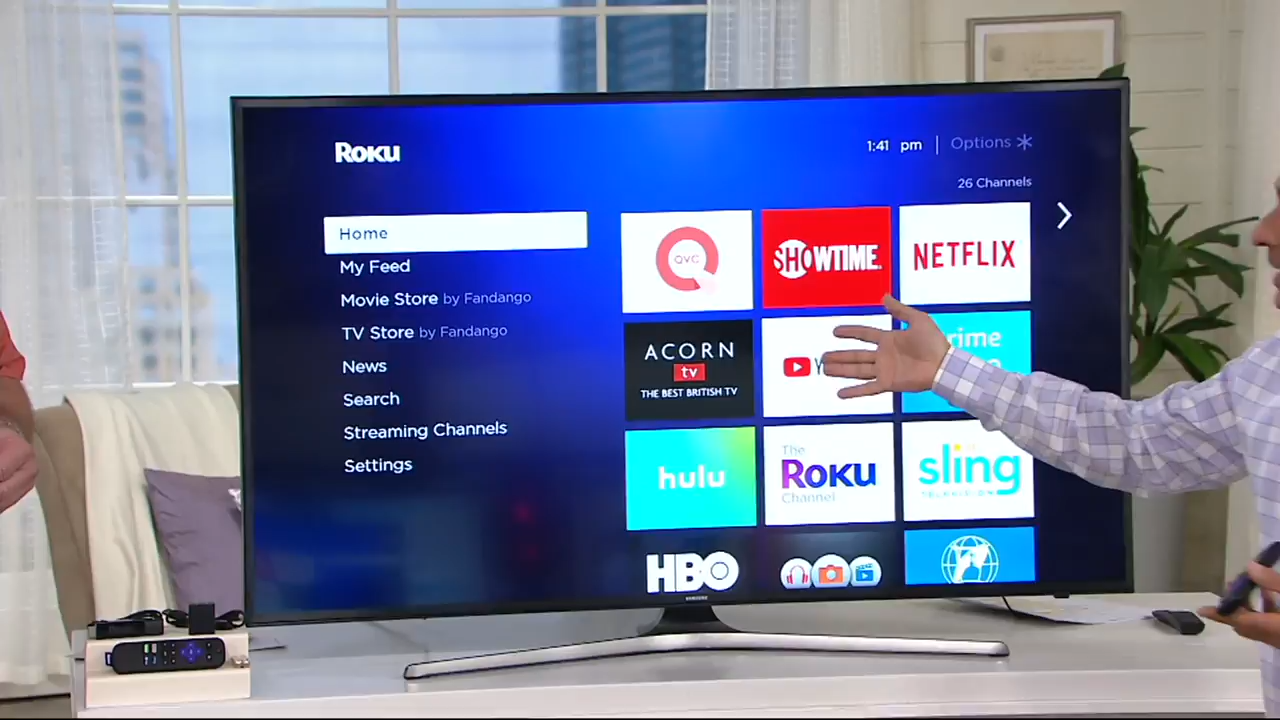 Roku
1:41 pm | Options *
26 Channels
Home
My Feed
Movie Store by Fandango
TV Store by Fandango
News
Search
Streaming Channels
Settings
QVC
SHOWTIME.
NETFLIX
ACORN
tv
THE BEST BRITISH TV
hulu
The
Roku
Channel
sling
HBO
SAMSUNG